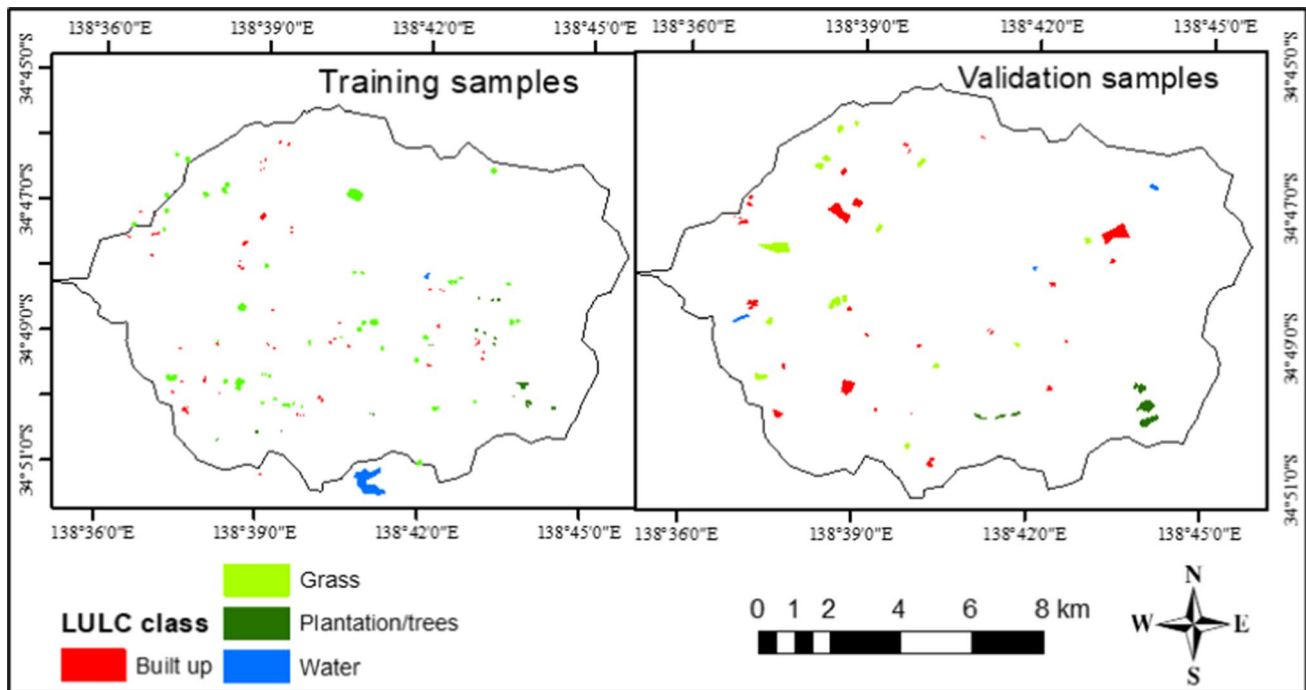 138°36'0"E 138°39'0"E 138°42'0"E 138°45'0"E 138°36'0"E 138°39'0"E 138°42'0"E 138°45'0"E
Training samples
Validation samples
34°45'0"S 34°47'0"S 34°49'0"S 34°51'0"S
34°45'0"S 34°47'0"S 34°49'0"S 34°51'0"S
138°36'0"E 138°39'0"E 138°42'0"E 138°45'0"E 138°36'0"E 138°39'0"E 138°42'0"E 138°45'0"E
LULC class
Built up
Grass
Plantation/trees
Water
0 1 2 4 6 8 km
N
W E
S